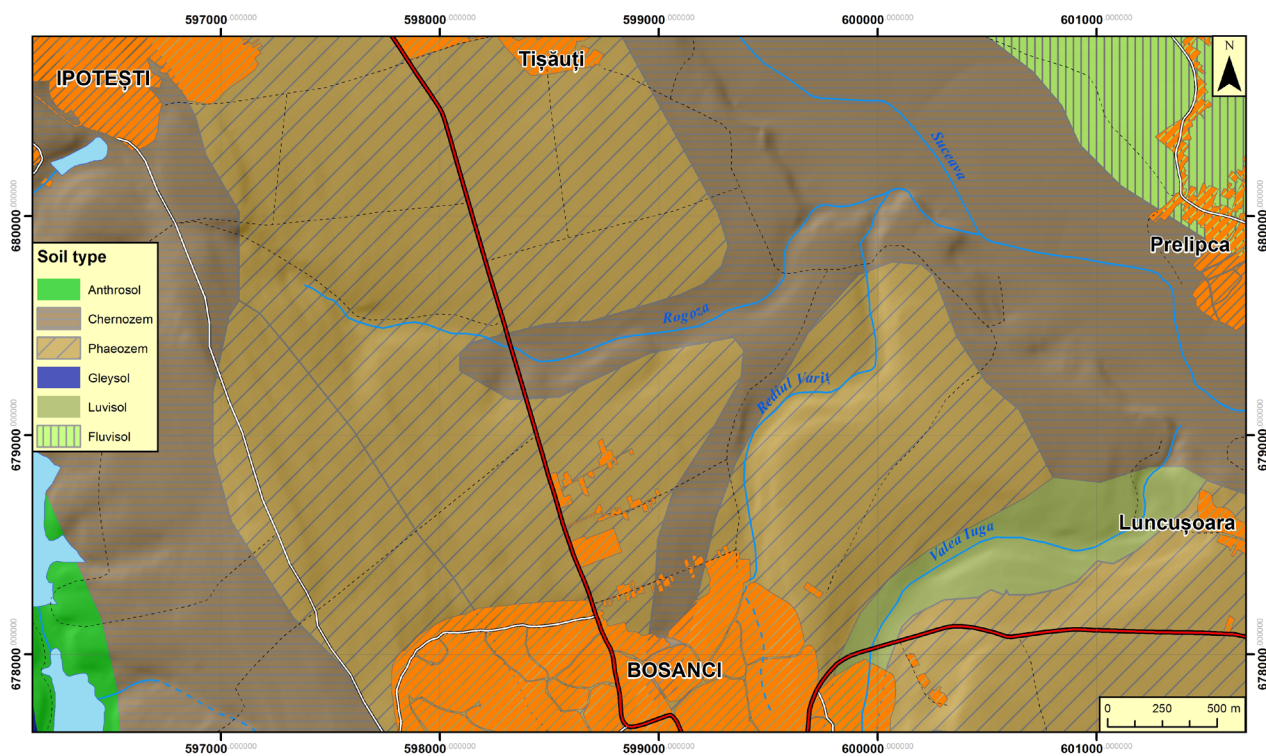 597000.000000 598000.000000 599000.000000 600000.000000 601000.000000
N
IPOTEȘTI
Tișăuți
Suceava
680000.000000
680000.000000
Prelipca
Soil type
Anthrosol
Chernozem
Phaeozem
Gleysol
Luvisol
Fluvisol
Rogoza
Rediul Variț
679000.000000
679000.000000
Luncușoara
Valea Iuga
678000.000000
678000.000000
BOSANCI
0 250 500 m
597000.000000 598000.000000 599000.000000 600000.000000 601000.000000